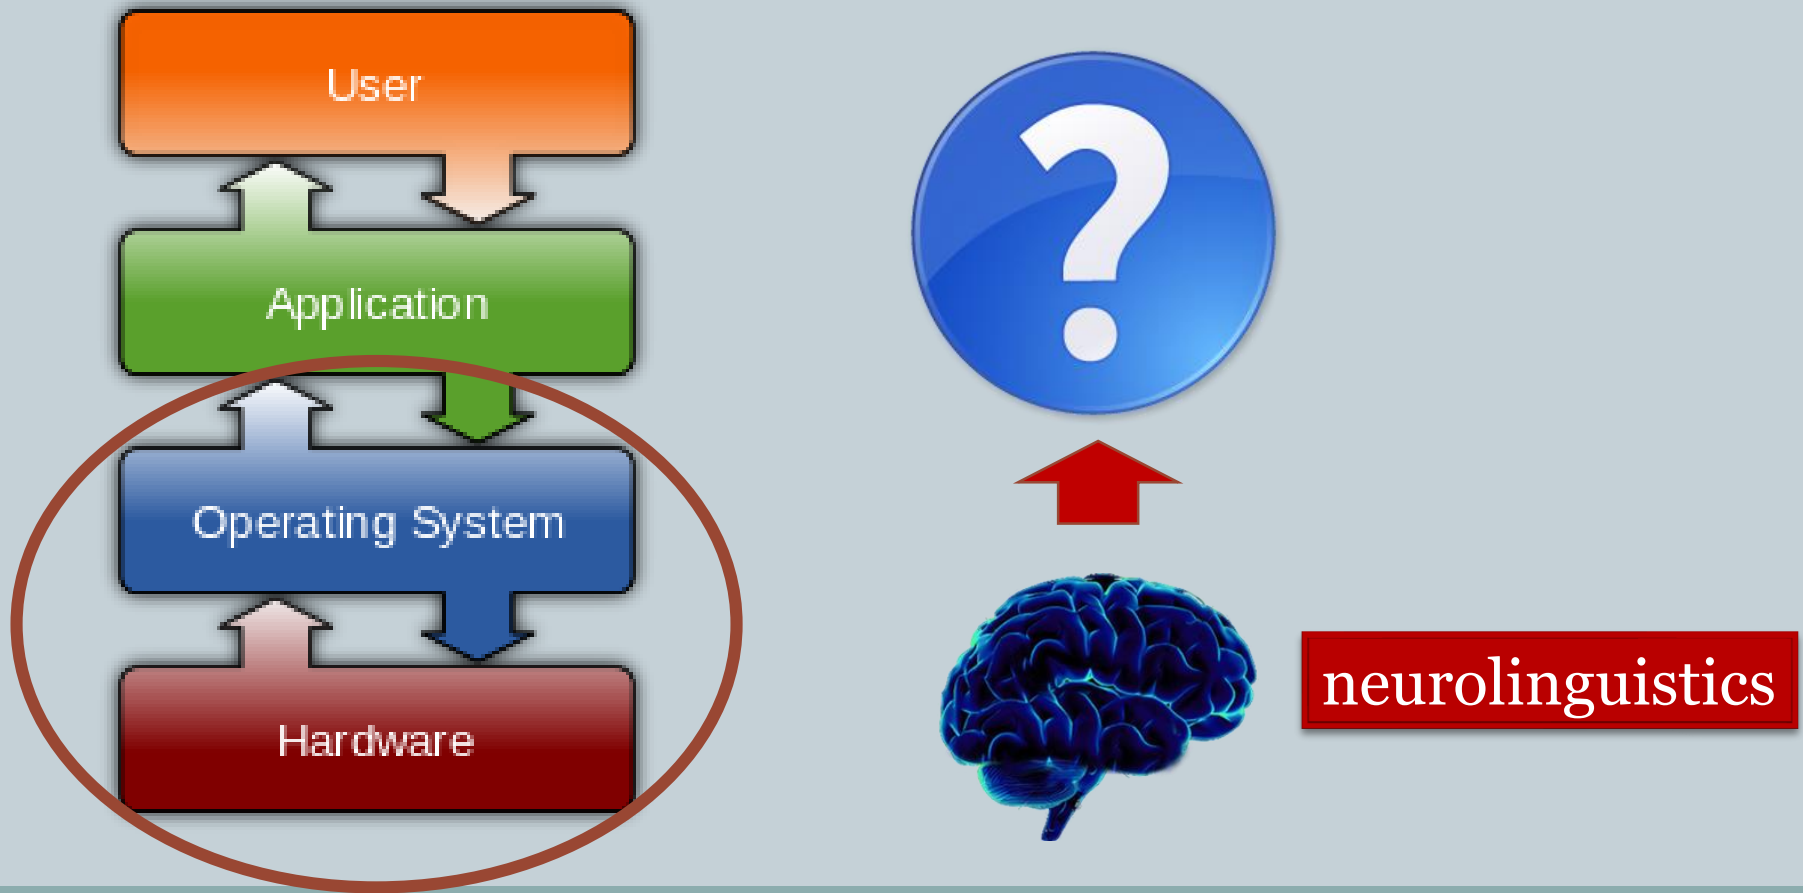 User
Application
Operating System
Hardware
?
neurolinguistics